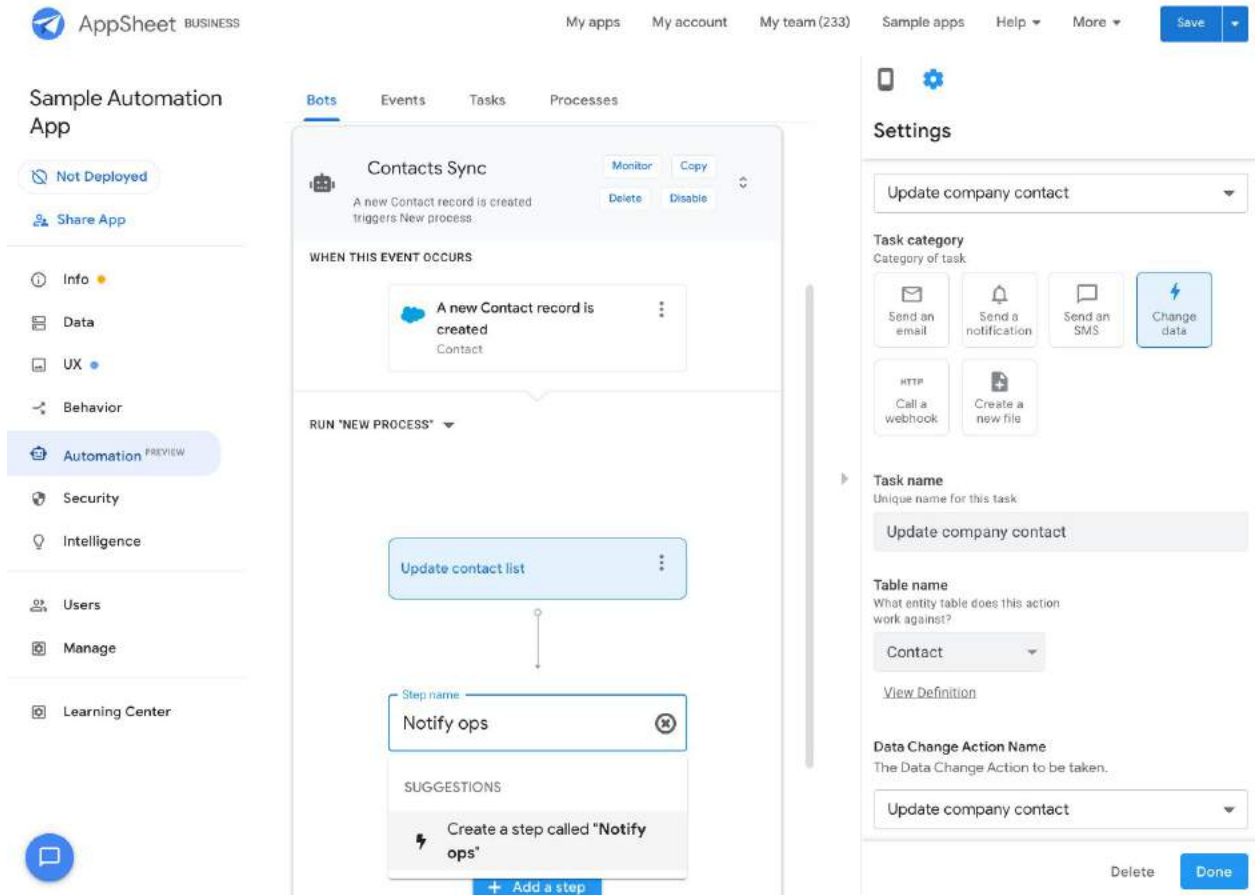 AppSheet BUSINESS
My apps
My account
My team (233)
Sample apps
Help
More
Save
Sample Automation
App
Not Deployed
Share App
Info
Data
UX
Behavior
Automation PREVIEW
Security
Intelligence
Users
Manage
Learning Center
Bots
Events
Tasks
Processes
Contacts Sync
A new Contact record is created
triggers New process
Monitor
Copy
Delete
Disable
WHEN THIS EVENT OCCURS
A new Contact record is
created
Contact
RUN "NEW PROCESS"
Update contact list
Step name
Notify ops
SUGGESTIONS
Create a step called "Notify
ops"
+ Add a step
Settings
Update company contact
Task category
Category of task
Send an
email
Send a
notification
Send an
SMS
Change
data
HTTP
Call a
webhook
Create a
new file
Task name
Unique name for this task
Update company contact
Table name
What entity table does this action
work against?
Contact
View Definition
Data Change Action Name
The Data Change Action to be taken.
Update company contact
Delete
Done